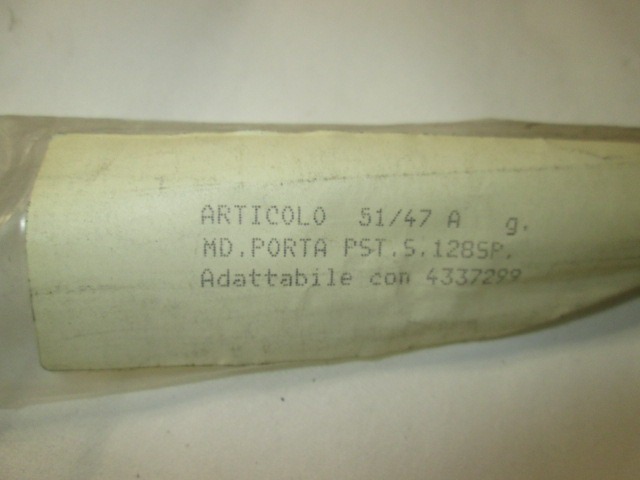 ARTICOLO 51/47 A g.
MD.PORTA PST.S.128SP.
Adattabile con 4337299